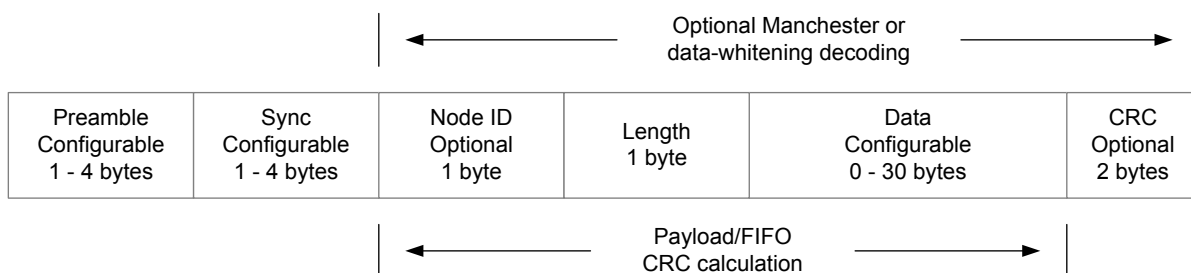 Optional Manchester or
data-whitening decoding
Preamble
Configurable
1 - 4 bytes
Sync
Configurable
1 - 4 bytes
Node ID
Optional
1 byte
Length
1 byte
Data
Configurable
0 - 30 bytes
CRC
Optional
2 bytes
Payload/FIFO
CRC calculation